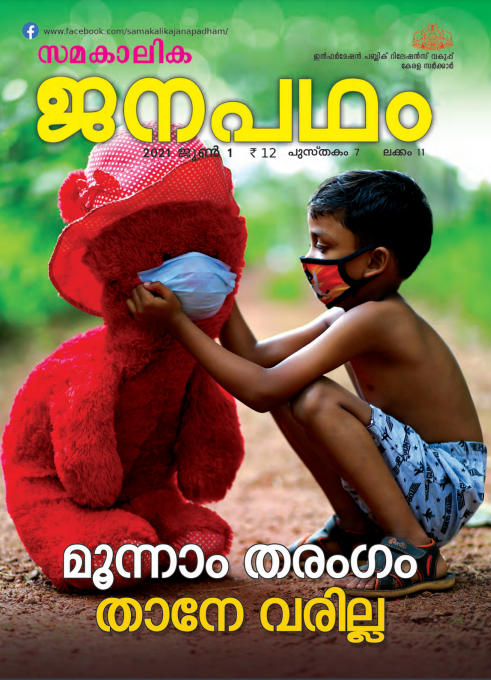 www.facebook.com/samakalikajanapadham/
സമകാലിക
ഇൻഫർമേഷൻ പബ്ലിക് റിലേഷൻസ് വകുപ്പ്
കേരള സർക്കാർ
ജനപഥം
2021 ജൂൺ 1 ₹ 12 പുസ്തകം 7 ലക്കം 11
മൂന്നാം തരംഗം
താനേ വരില്ല